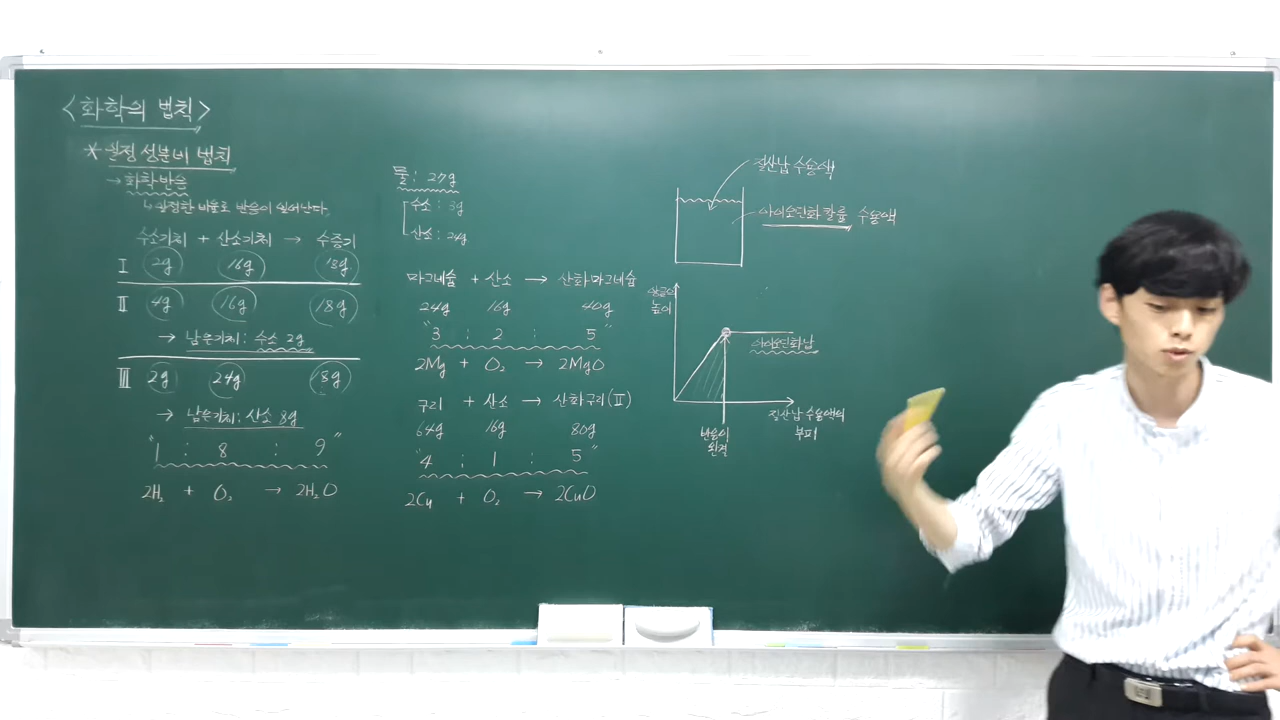 <화학의 법칙>
* 일정 성분비 법칙
→ 화학 반응
↳ 일정한 비율로 반응이 일어난다.
수소기체 + 산소기체 → 수증기
I 2g 16g 18g
II 4g 16g 18g
→ 남은기체: 수소 2g
III 2g 24g 18g
→ 남은기체: 산소 8g
"1 : 8 : 9"
2H₂ + O₂ → 2H₂O
물: 27g
수소: 3g
산소: 24g
마그네슘 + 산소 → 산화마그네슘
24g 16g 40g
"3 : 2 : 5"
2Mg + O₂ → 2MgO
구리 + 산소 → 산화구리(II)
64g 16g 80g
"4 : 1 : 5"
2Cu + O₂ → 2CuO
질산납 수용액
아이오딘화 칼륨 수용액
앙금의
높이
아이오딘화납
질산납 수용액의
부피
반응이
완결